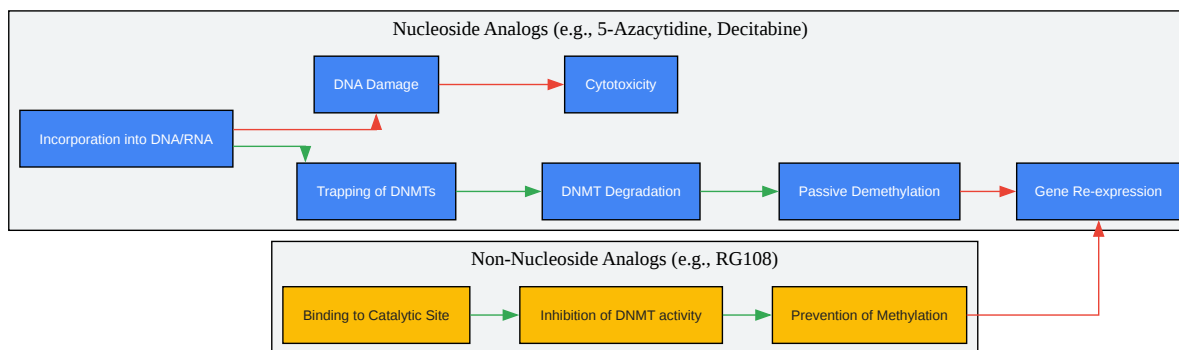 Nucleoside Analogs (e.g., 5-Azacytidine, Decitabine)
DNA Damage
Cytotoxicity
Incorporation into DNA/RNA
Trapping of DNMTs
DNMT Degradation
Passive Demethylation
Gene Re-expression
Non-Nucleoside Analogs (e.g., RG108)
Binding to Catalytic Site
Inhibition of DNMT activity
Prevention of Methylation